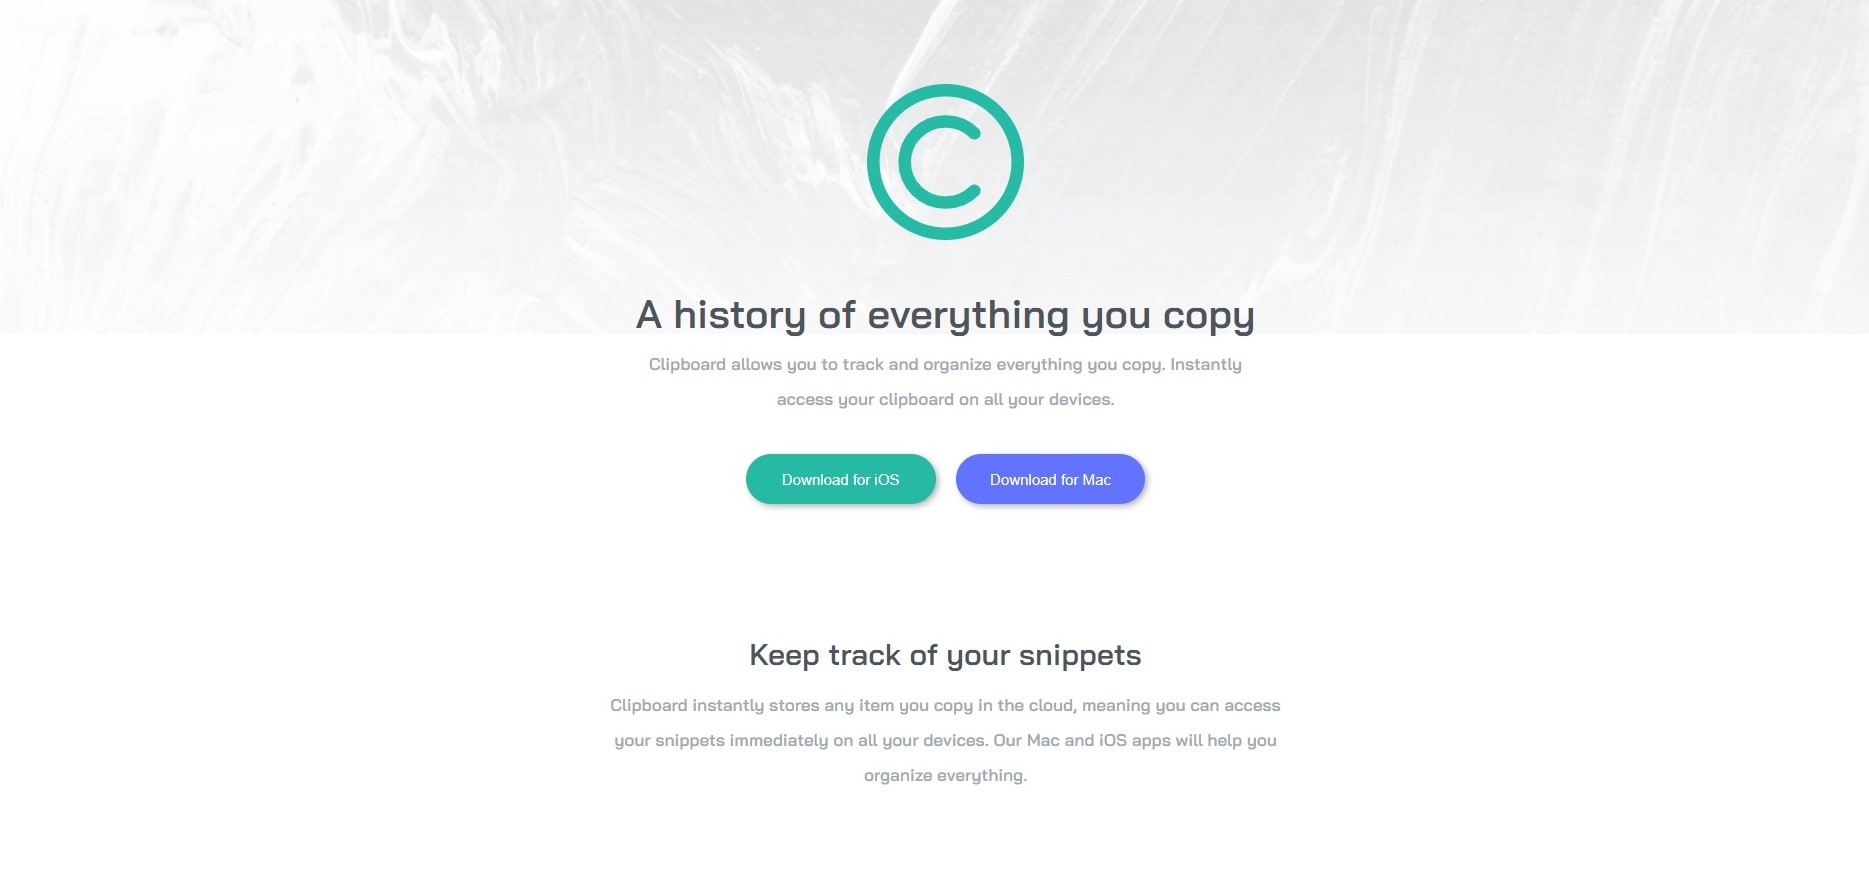 A history of everything you copy
Clipboard allows you to track and organize everything you copy. Instantly
access your clipboard on all your devices.
Download for iOS
Download for Mac
Keep track of your snippets
Clipboard instantly stores any item you copy in the cloud, meaning you can access
your snippets immediately on all your devices. Our Mac and iOS apps will help you
organize everything.